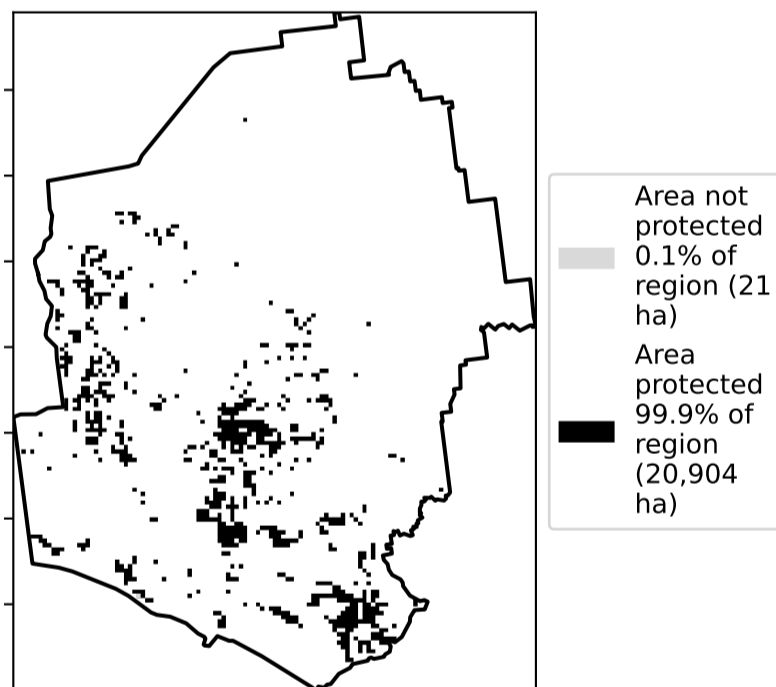 Area not
protected
0.1% of
region (21
ha)
Area
protected
99.9% of
region
(20,904
ha)